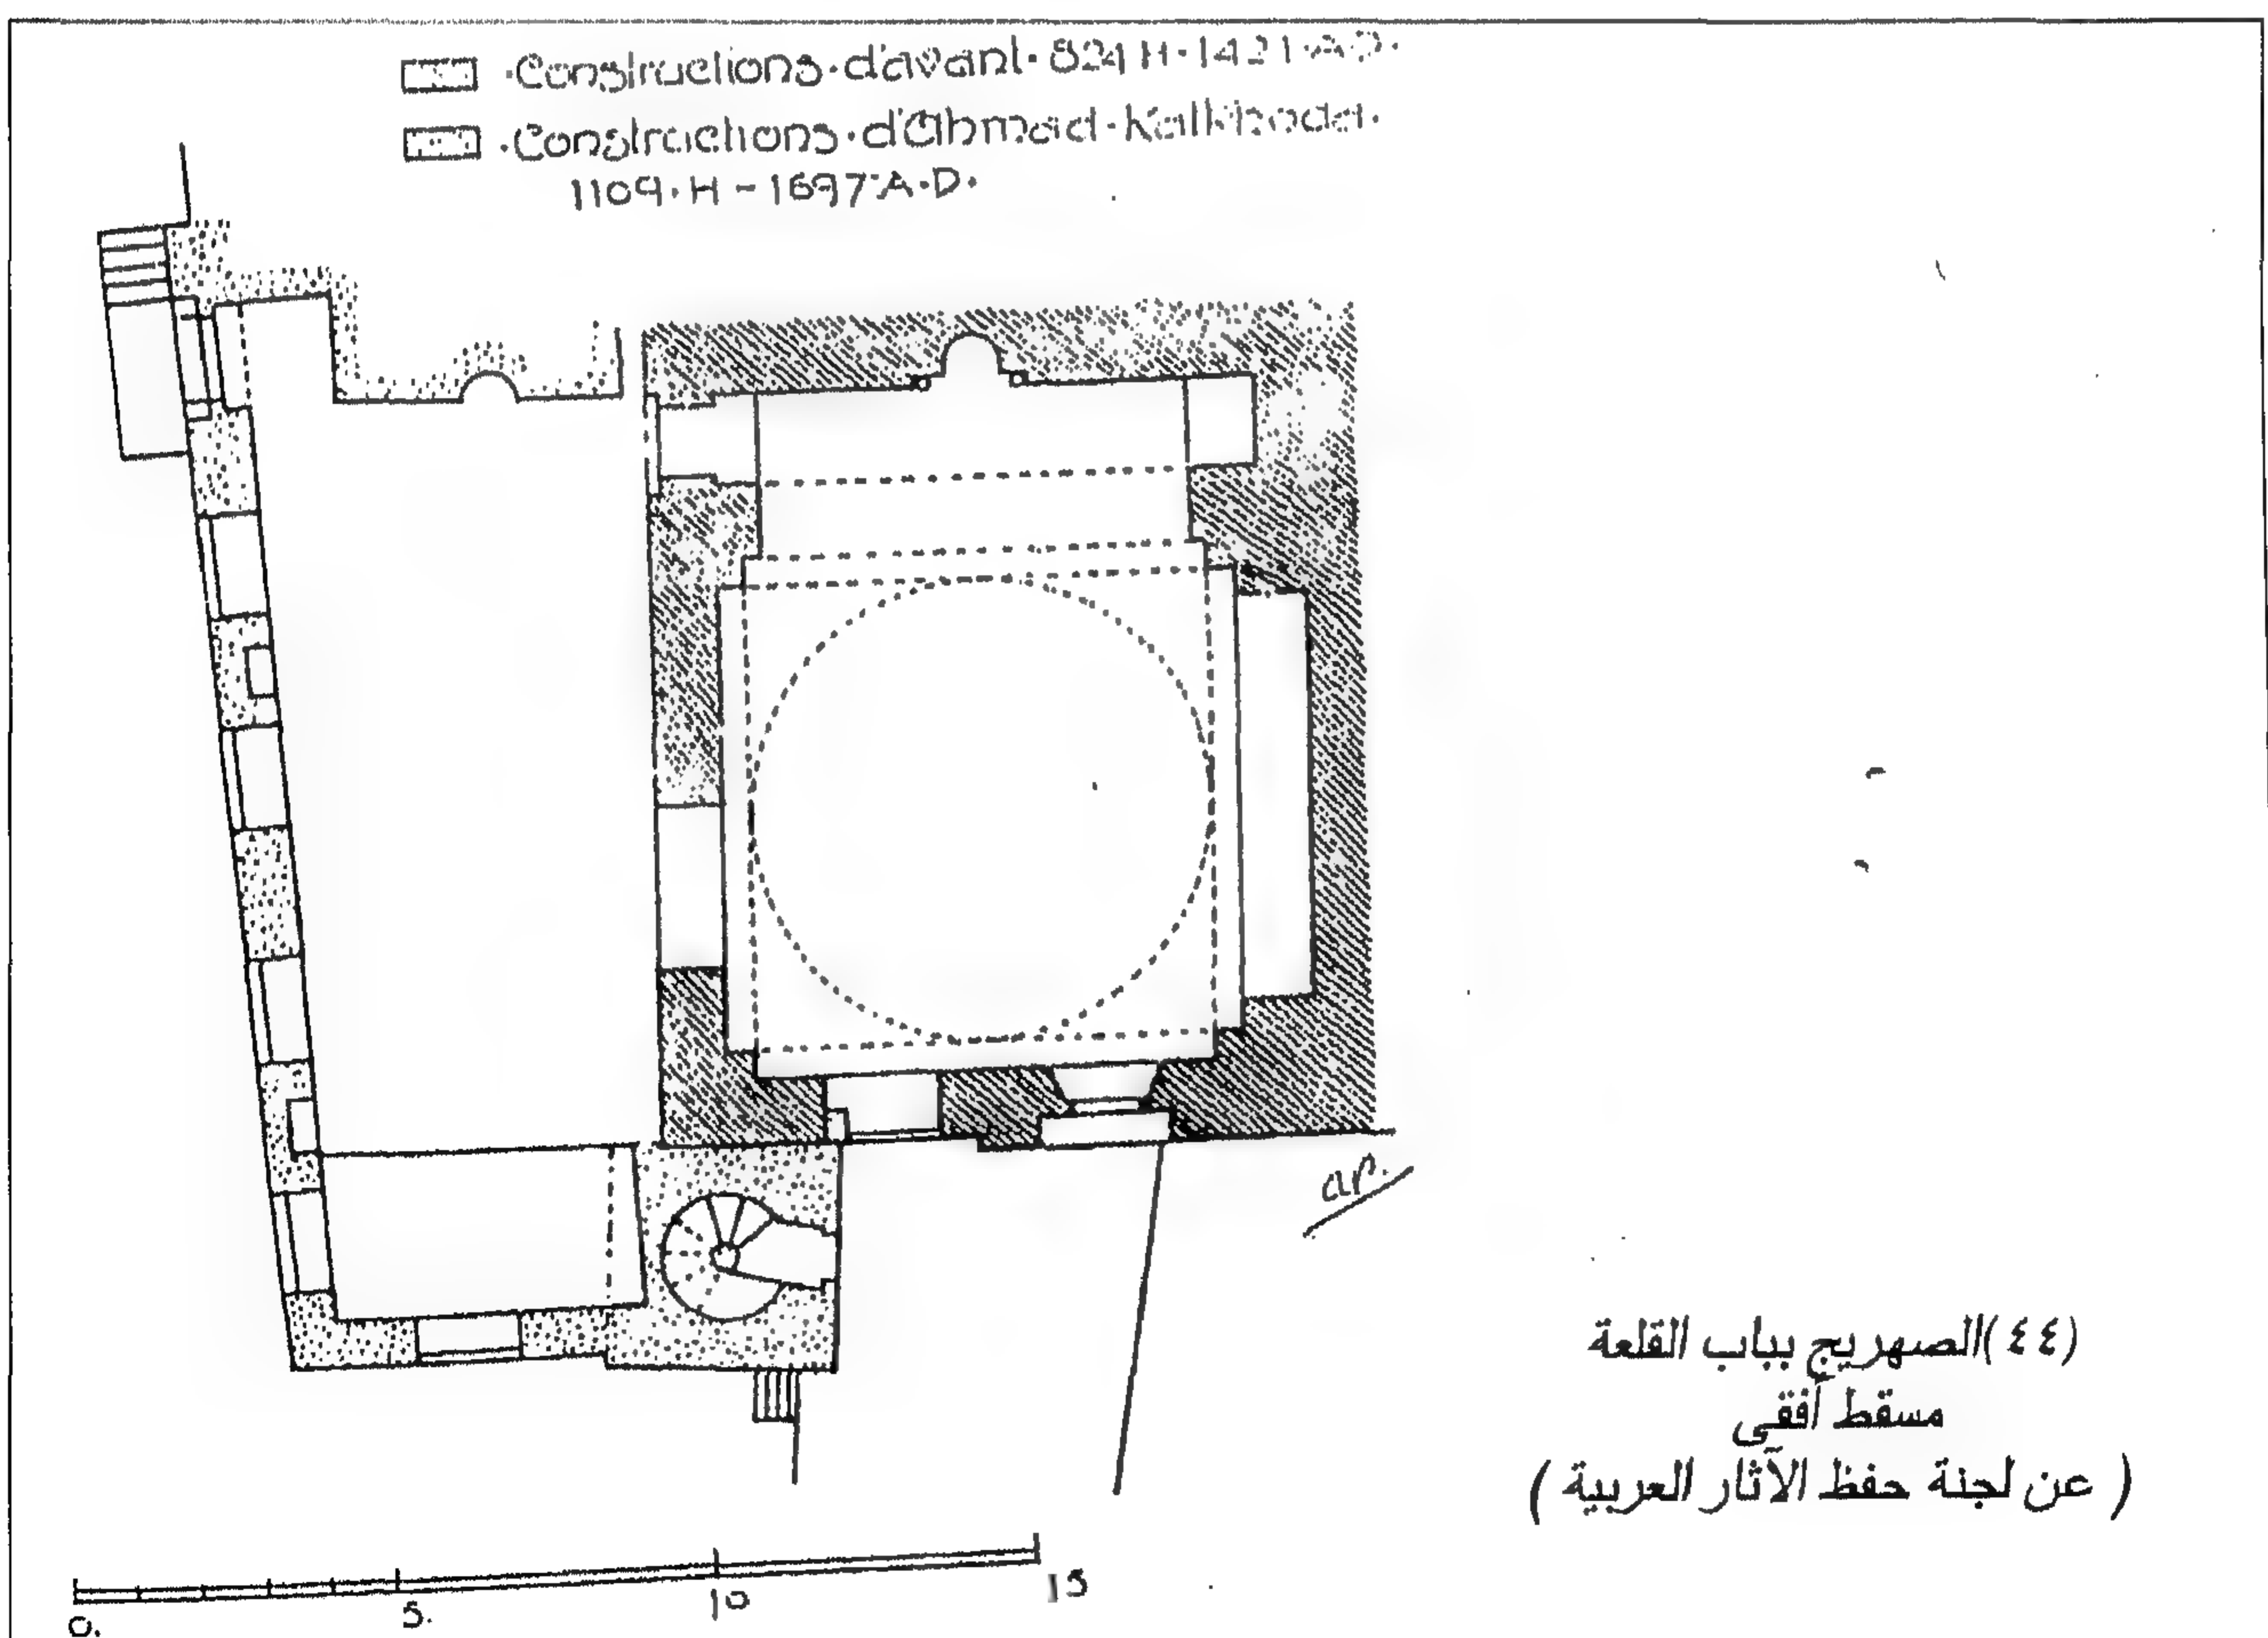 ·Constructions·d'avant·824 H·1421·A·D·
·Constructions·d'Ahmad·Katkhoda·
1109·H-1697·A·D·
(٤٤)الصهريج بباب القلعة
مسقط أفقى
( عن لجنة حفظ الآثار العربية )
0.
5.
10
15